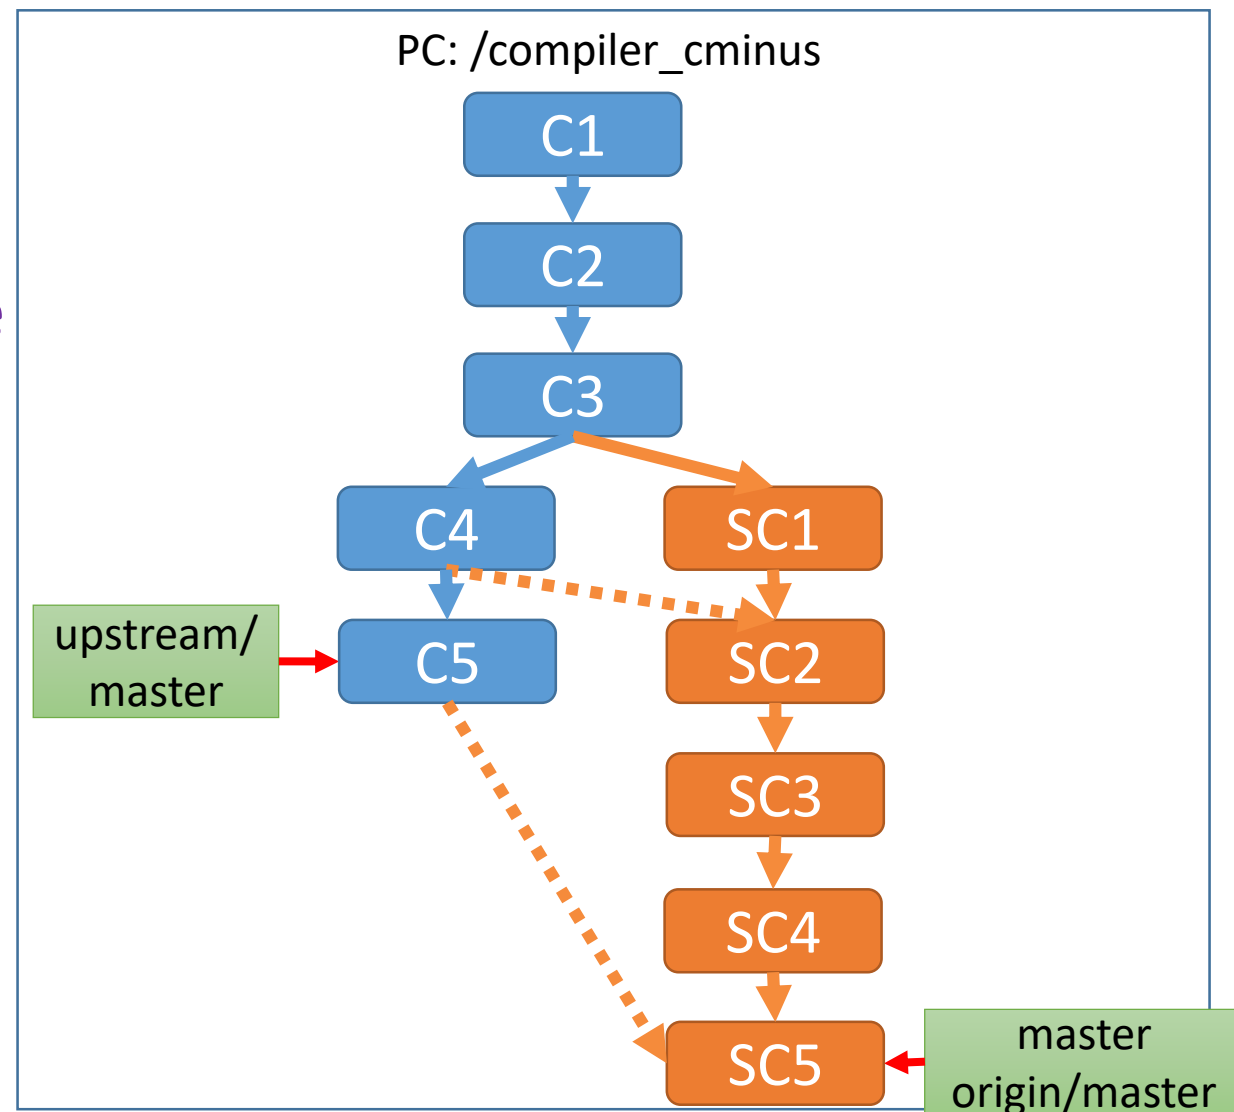 PC: /compiler_cminus
C1
C2
C3
C4
SC1
upstream/
master
C5
SC2
SC3
SC4
SC5
master
origin/master